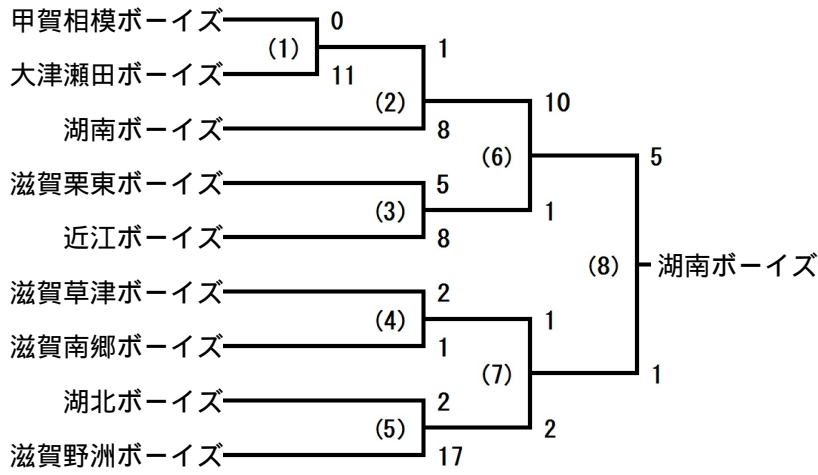 甲賀相模ボーイズ 0
(1)
大津瀬田ボーイズ 11
1
(2)
湖南ボーイズ 8
10
(6)
滋賀栗東ボーイズ 5
(3)
近江ボーイズ 8
1
5
(8) 湖南ボーイズ
滋賀草津ボーイズ 2
(4)
滋賀南郷ボーイズ 1
1
(7)
湖北ボーイズ 2
(5)
滋賀野洲ボーイズ 17
2
1